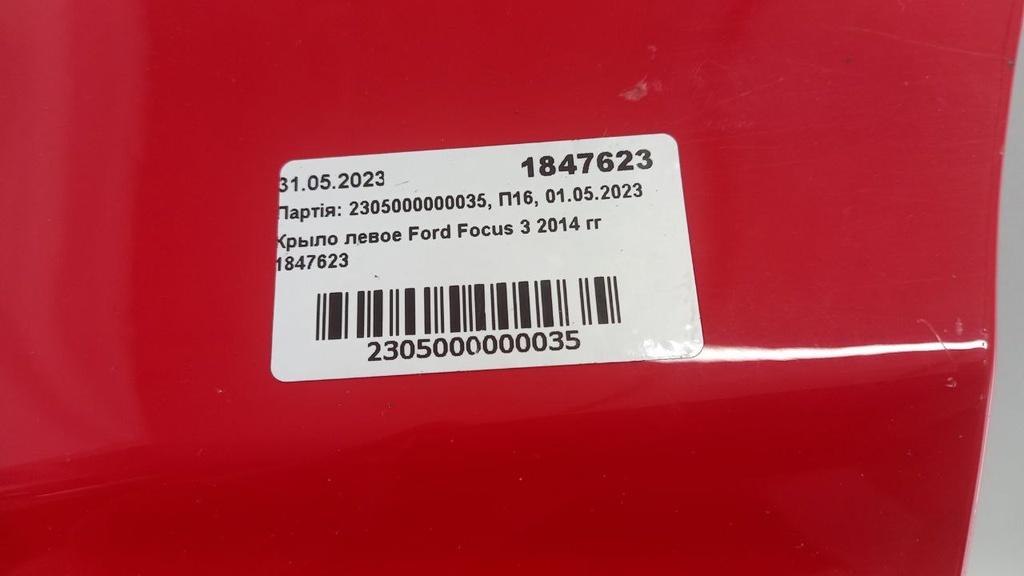 31.05.2023 1847623
Партія: 2305000000035, П16, 01.05.2023
Крыло левое Ford Focus 3 2014 гг
1847623
2305000000035